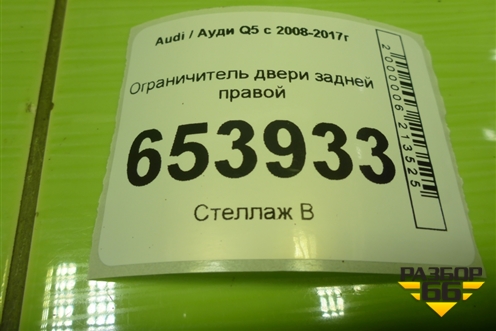 Audi / Ауди Q5 с 2008-2017г
Ограничитель двери задней
правой
653933
Стеллаж В
2000006213525
РАЗБОР
66